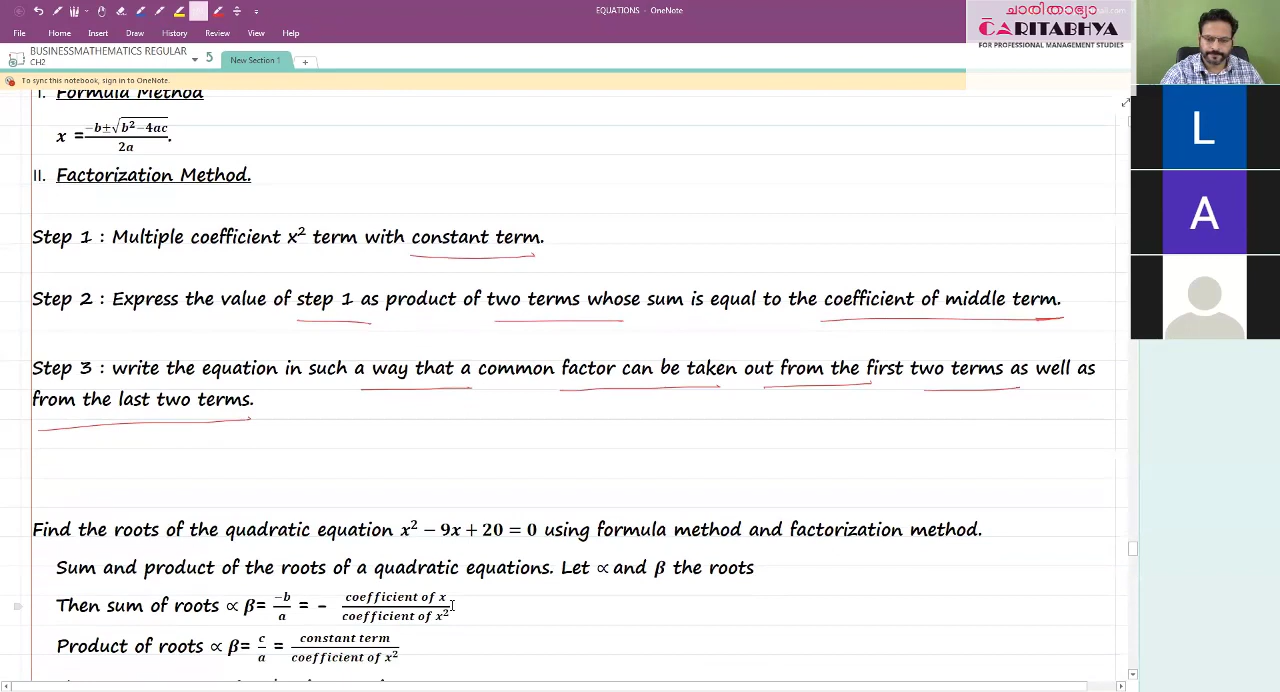 EQUATIONS - OneNote
ചാരിതാഭ്യാ
CARITABHYA
FOR PROFESSIONAL MANAGEMENT STUDIES
File Home Insert Draw History Review View Help
BUSINESSMATHEMATICS REGULAR
CH2
New Section 1
To sync this notebook, sign in to OneNote.
I. Formula Method
x = (-b±√(b²-4ac))/2a.
II. Factorization Method.
Step 1 : Multiple coefficient x² term with constant term.
Step 2 : Express the value of step 1 as product of two terms whose sum is equal to the coefficient of middle term.
Step 3 : write the equation in such a way that a common factor can be taken out from the first two terms as well as
from the last two terms.
Find the roots of the quadratic equation x² − 9x + 20 = 0 using formula method and factorization method.
Sum and product of the roots of a quadratic equations. Let ∝ and β the roots
Then sum of roots ∝ β= -b/a = - coefficient of x/coefficient of x²
Product of roots ∝ β= c/a = constant term/coefficient of x²
L
A